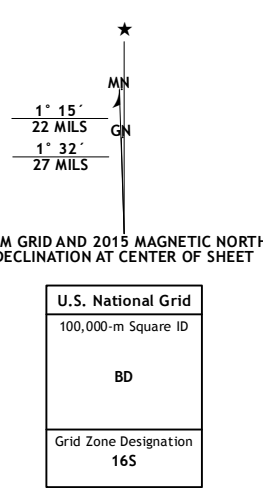 ★
MN
1° 15´
22 MILS
GN
1° 32´
27 MILS
M GRID AND 2015 MAGNETIC NORTH
DECLINATION AT CENTER OF SHEET
U.S. National Grid
100,000-m Square ID
BD
Grid Zone Designation
16S